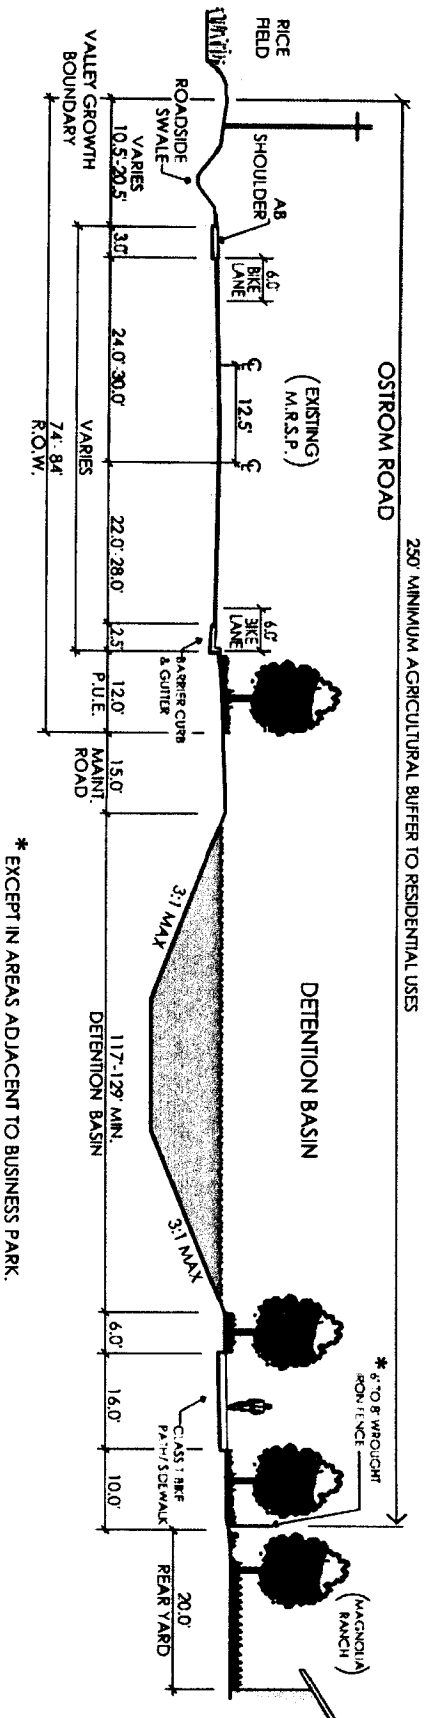 250' MINIMUM AGRICULTURAL BUFFER TO RESIDENTIAL USES
OSTROM ROAD
(EXISTING
M.R.S.P.)
DETENTION BASIN
* 6' TO 8' WROUGHT
IRON FENCE
(MAGNOLIA
RANCH)
RICE
FIELD
AB
SHOULDER
6.0'
BIKE
LANE
℄
12.5'
℄
6.0'
BIKE
LANE
ROADSIDE
SWALE
BARRIER CURB
& GUTTER
3:1 MAX
3:1 MAX
CLASS 1 BIKE
PATH/SIDEWALK
VARIES
10.5'-20.5'
3.0'
24.0'-30.0'
22.0'-28.0'
2.5'
12.0'
P.U.E.
15.0'
MAINT.
ROAD
117'-129' MIN.
DETENTION BASIN
6.0'
16.0'
10.0'
20.0'
REAR YARD
VARIES
74'-84'
R.O.W.
VALLEY GROWTH
BOUNDARY
* EXCEPT IN AREAS ADJACENT TO BUSINESS PARK.